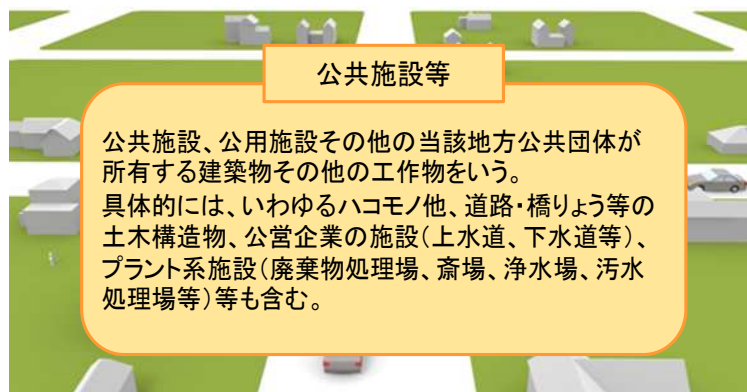 公共施設等
公共施設、公用施設その他の当該地方公共団体が
所有する建築物その他の工作物をいう。
具体的には、いわゆるハコモノ他、道路・橋りょう等の
土木構造物、公営企業の施設(上水道、下水道等)、
プラント系施設(廃棄物処理場、斎場、浄水場、汚水
処理場等)等も含む。